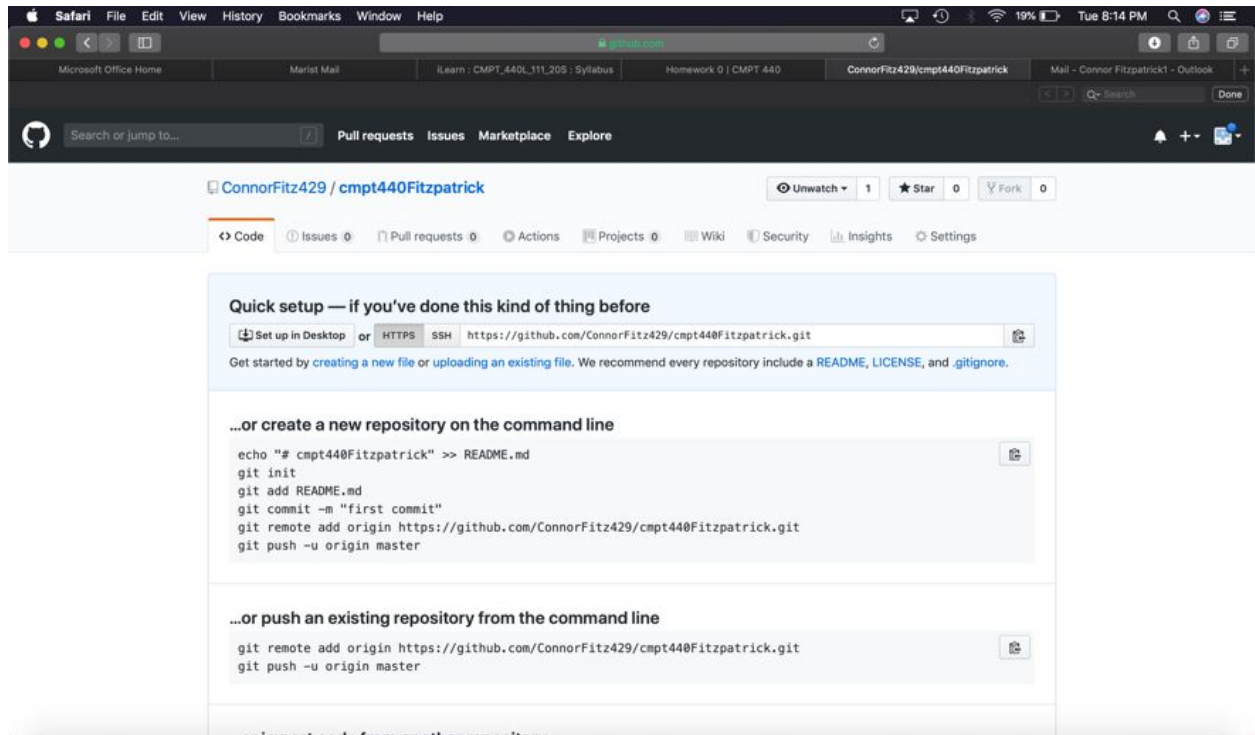 Safari File Edit View History Bookmarks Window Help 19% Tue 8:14 PM
github.com
Microsoft Office Home Marist Mail iLearn : CMPT_440L_111_20S : Syllabus Homework 0 | CMPT 440 ConnorFitz429/cmpt440Fitzpatrick Mail - Connor Fitzpatrick1 - Outlook
Search Done
Search or jump to... / Pull requests Issues Marketplace Explore
ConnorFitz429 / cmpt440Fitzpatrick Unwatch 1 Star 0 Fork 0
<> Code Issues 0 Pull requests 0 Actions Projects 0 Wiki Security Insights Settings
Quick setup — if you've done this kind of thing before
Set up in Desktop or HTTPS SSH https://github.com/ConnorFitz429/cmpt440Fitzpatrick.git
Get started by creating a new file or uploading an existing file. We recommend every repository include a README, LICENSE, and .gitignore.
...or create a new repository on the command line
echo "# cmpt440Fitzpatrick" >> README.md
git init
git add README.md
git commit -m "first commit"
git remote add origin https://github.com/ConnorFitz429/cmpt440Fitzpatrick.git
git push -u origin master
...or push an existing repository from the command line
git remote add origin https://github.com/ConnorFitz429/cmpt440Fitzpatrick.git
git push -u origin master